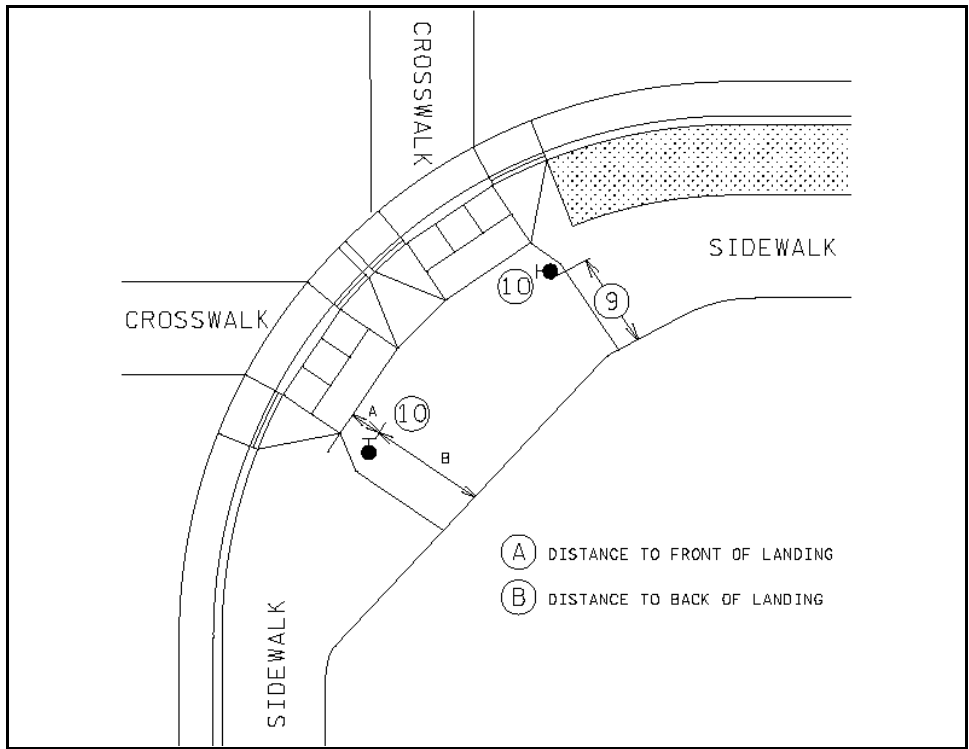 CROSSWALK
SIDEWALK
10
9
CROSSWALK
A
10
B
A DISTANCE TO FRONT OF LANDING
B DISTANCE TO BACK OF LANDING
SIDEWALK